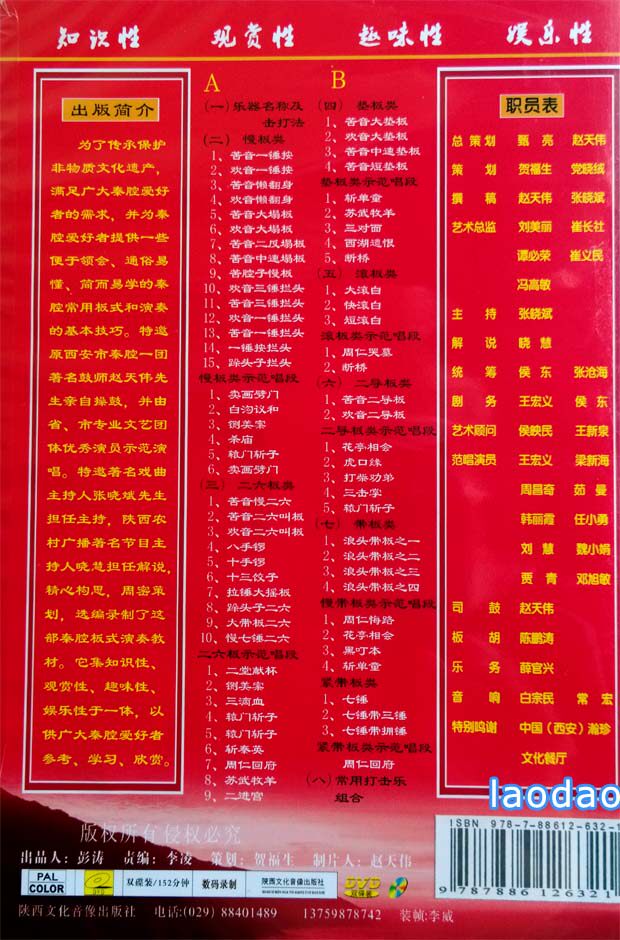 知识性 观赏性 趣味性 娱乐性
出版简介
为了传承保护
非物质文化遗产，
满足广大秦腔爱好
者的需求，并为秦
腔爱好者提供一些
便于领会、通俗易
懂、简而易学的秦
腔常用板式和演奏
的基本技巧。特邀
原西安市秦腔一团
著名鼓师赵天伟先
生亲自操鼓，并由
省、市专业文艺团
体优秀演员示范演
唱。特邀著名戏曲
主持人张晓斌先生
担任主持，陕西农
村广播著名节目主
持人晓慧担任解说，
精心构思，周密策
划，选编录制了这
部秦腔板式演奏教
材。它集知识性、
观赏性、趣味性、
娱乐性于一体，以
供广大秦腔爱好者
参考、学习、欣赏。
A
(一)乐器名称及
击打法
(二)慢板类
1、苦音一锤按
2、欢音一锤按
3、苦音懒翻身
4、欢音懒翻身
5、苦音大塌板
6、欢音大塌板
7、苦音二反塌板
8、苦音中速塌板
9、苦腔子慢板
10、欢音三锤拦头
11、苦音三锤拦头
12、欢音一锤拦头
13、苦音一锤拦头
14、一锤按拦头
15、踩头子拦头
慢板类示范唱段
1、卖画劈门
2、白沟议和
3、铡美案
4、杀庙
5、辕门斩子
6、卖画劈门
(三)二六板类
1、苦音慢二六
2、苦音二六叫板
3、欢音二六叫板
4、八手锣
5、十手锣
6、十三饺子
7、拉锤大摇板
8、踩头子二六
9、大带板二六
10、慢七锤二六
二六板示范唱段
1、二堂献杯
2、铡美案
3、三滴血
4、辕门斩子
5、辕门斩子
6、斩秦英
7、周仁回府
8、苏武牧羊
9、二进宫
B
(四)垫板类
1、苦音大垫板
2、欢音大垫板
3、苦音中速垫板
4、苦音短垫板
垫板类示范唱段
1、斩单童
2、苏武牧羊
3、三对面
4、西湖遗恨
5、断桥
(五)滚板类
1、大滚白
2、快滚白
3、短滚白
滚板类示范唱段
1、周仁哭墓
2、断桥
(六)二导板类
1、苦音二导板
2、欢音二导板
二导板类示范唱段
1、花亭相会
2、虎口缘
3、打柴劝弟
4、三击掌
5、辕门斩子
(七)带板类
1、浪头带板之一
2、浪头带板之二
3、浪头带板之三
4、浪头带板之四
慢带板类示范唱段
1、周仁悔路
2、花亭相会
3、黑叮本
4、斩单童
紧带板类
1、七锤
2、七锤带三锤
3、七锤带拥锤
紧带板类示范唱段
周仁回府
(八)常用打击乐
组合
职员表
总策划 甄亮 赵天伟
策划 贺福生 党晓绒
撰稿 赵天伟 张晓斌
艺术总监 刘美丽 崔长社
谭必荣 崔义民
冯高敏
主持 张晓斌
解说 晓慧
统筹 侯东 张沧海
剧务 王宏义 侯东
艺术顾问 侯映民 王新泉
范唱演员 王宏义 梁新海
周昌奇 茹曼
韩丽霞 任小勇
刘慧 魏小娟
贾青 邓旭敏
司鼓 赵天伟
板胡 陈鹏涛
乐务 薛官兴
音响 白宗民 常宏
特别鸣谢 中国（西安）瀚珍
文化餐厅
laodao
ISBN 978-7-88612-632-1
9787886126321
版权所有 侵权必究
出品人：彭涛 责编：李凌 策划：贺福生 制片人：赵天伟
PAL
COLOR
双碟装/152分钟
数码录制
陕西文化音像出版社
DVD
双碟装
陕西文化音像出版社 电话：(029) 88401489 13759878742 装帧：李威